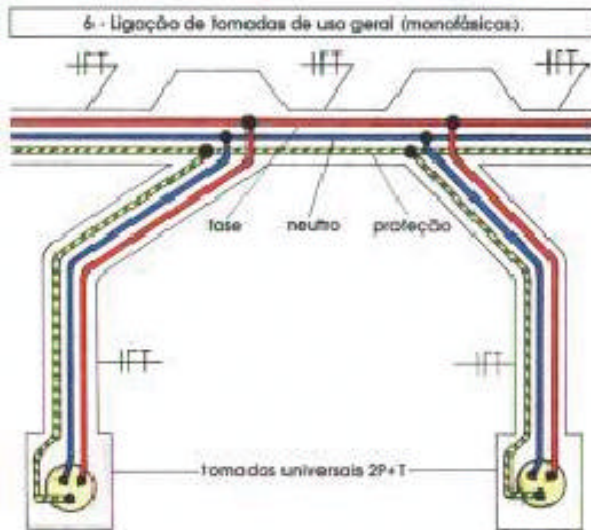 6 - Ligação de tomadas de uso geral (monofásicas).
fase neutro proteção
tomadas universais 2P+T